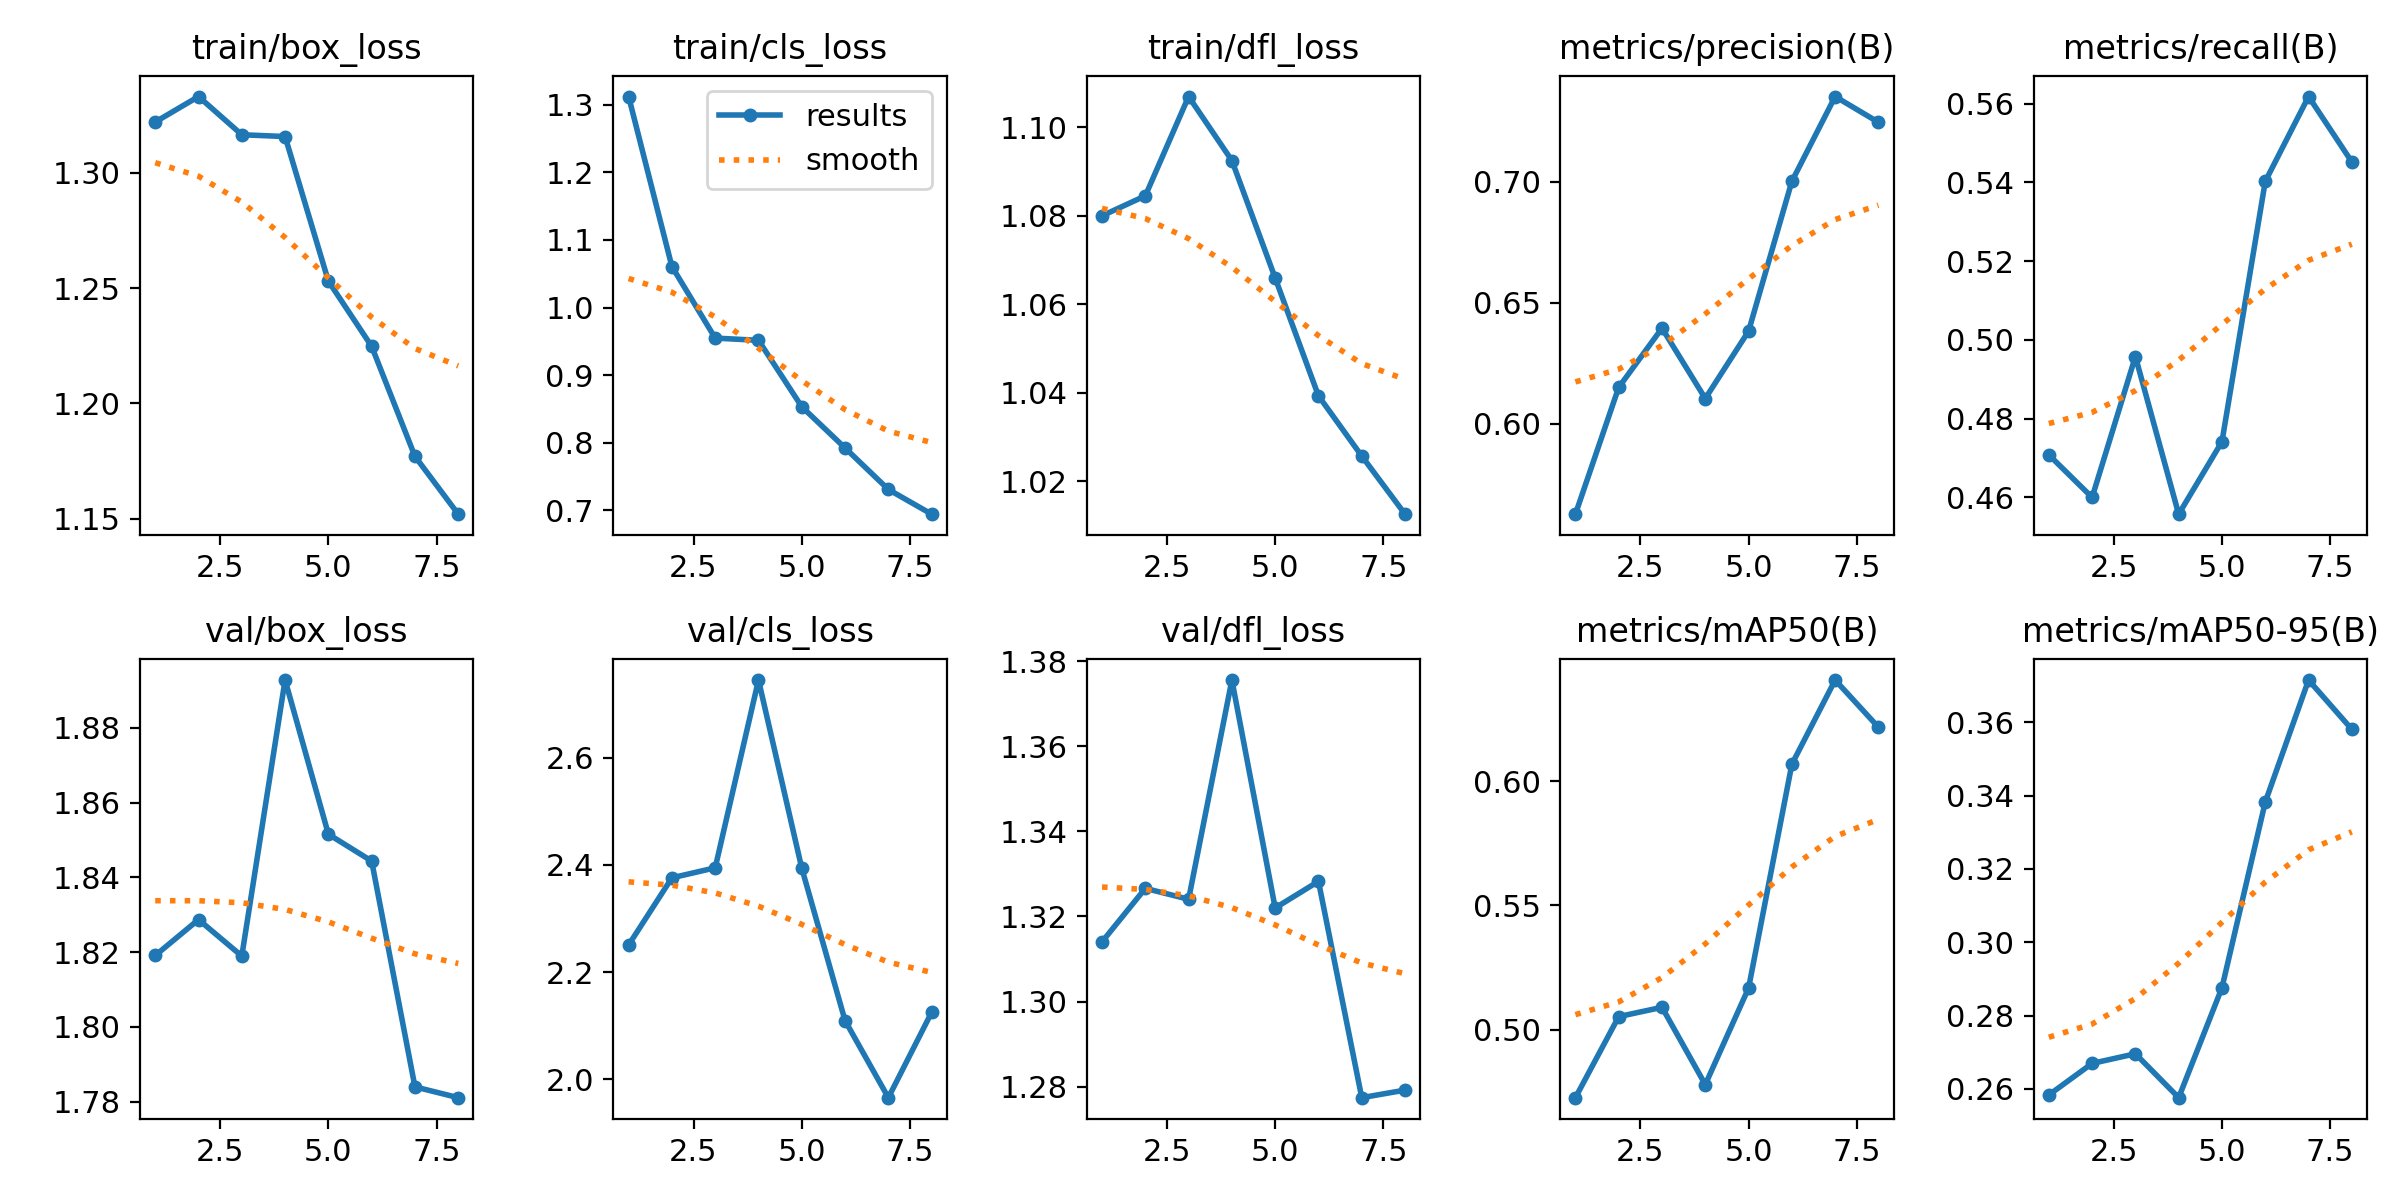 train/box_loss
1.30
1.25
1.20
1.15
2.5 5.0 7.5
train/cls_loss
results
smooth
1.3
1.2
1.1
1.0
0.9
0.8
0.7
2.5 5.0 7.5
train/dfl_loss
1.10
1.08
1.06
1.04
1.02
2.5 5.0 7.5
metrics/precision(B)
0.70
0.65
0.60
2.5 5.0 7.5
metrics/recall(B)
0.56
0.54
0.52
0.50
0.48
0.46
2.5 5.0 7.5
val/box_loss
1.88
1.86
1.84
1.82
1.80
1.78
2.5 5.0 7.5
val/cls_loss
2.6
2.4
2.2
2.0
2.5 5.0 7.5
val/dfl_loss
1.38
1.36
1.34
1.32
1.30
1.28
2.5 5.0 7.5
metrics/mAP50(B)
0.60
0.55
0.50
2.5 5.0 7.5
metrics/mAP50-95(B)
0.36
0.34
0.32
0.30
0.28
0.26
2.5 5.0 7.5